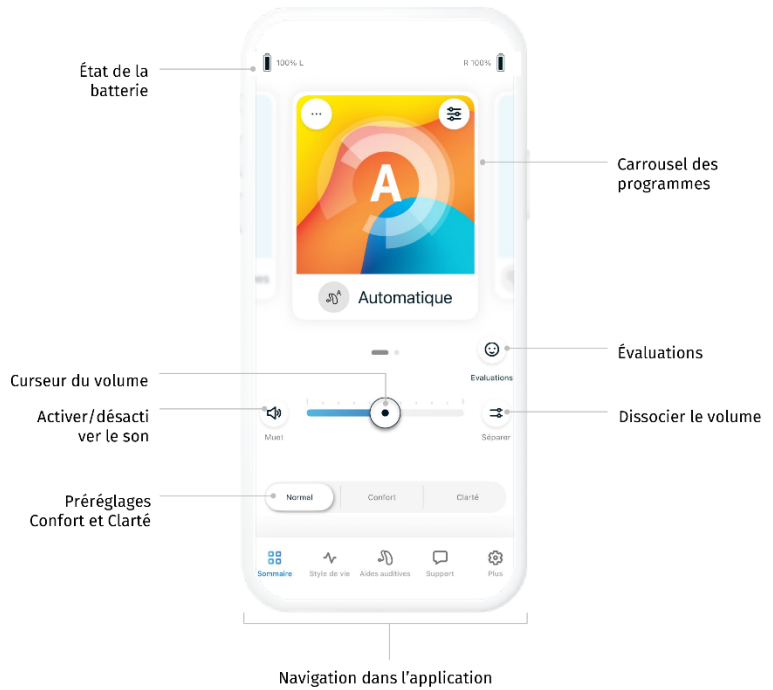 100% L
R 100%
État de la
batterie
...
A
Carrousel des
programmes
es
A
Automatique
Évaluations
Evaluations
Curseur du volume
Activer/désacti
ver le son
Muet
Dissocier le volume
Séparer
Préréglages
Confort et Clarté
Normal
Confort
Clarté
Sommaire
Style de vie
Aides auditives
Support
Plus
Navigation dans l’application